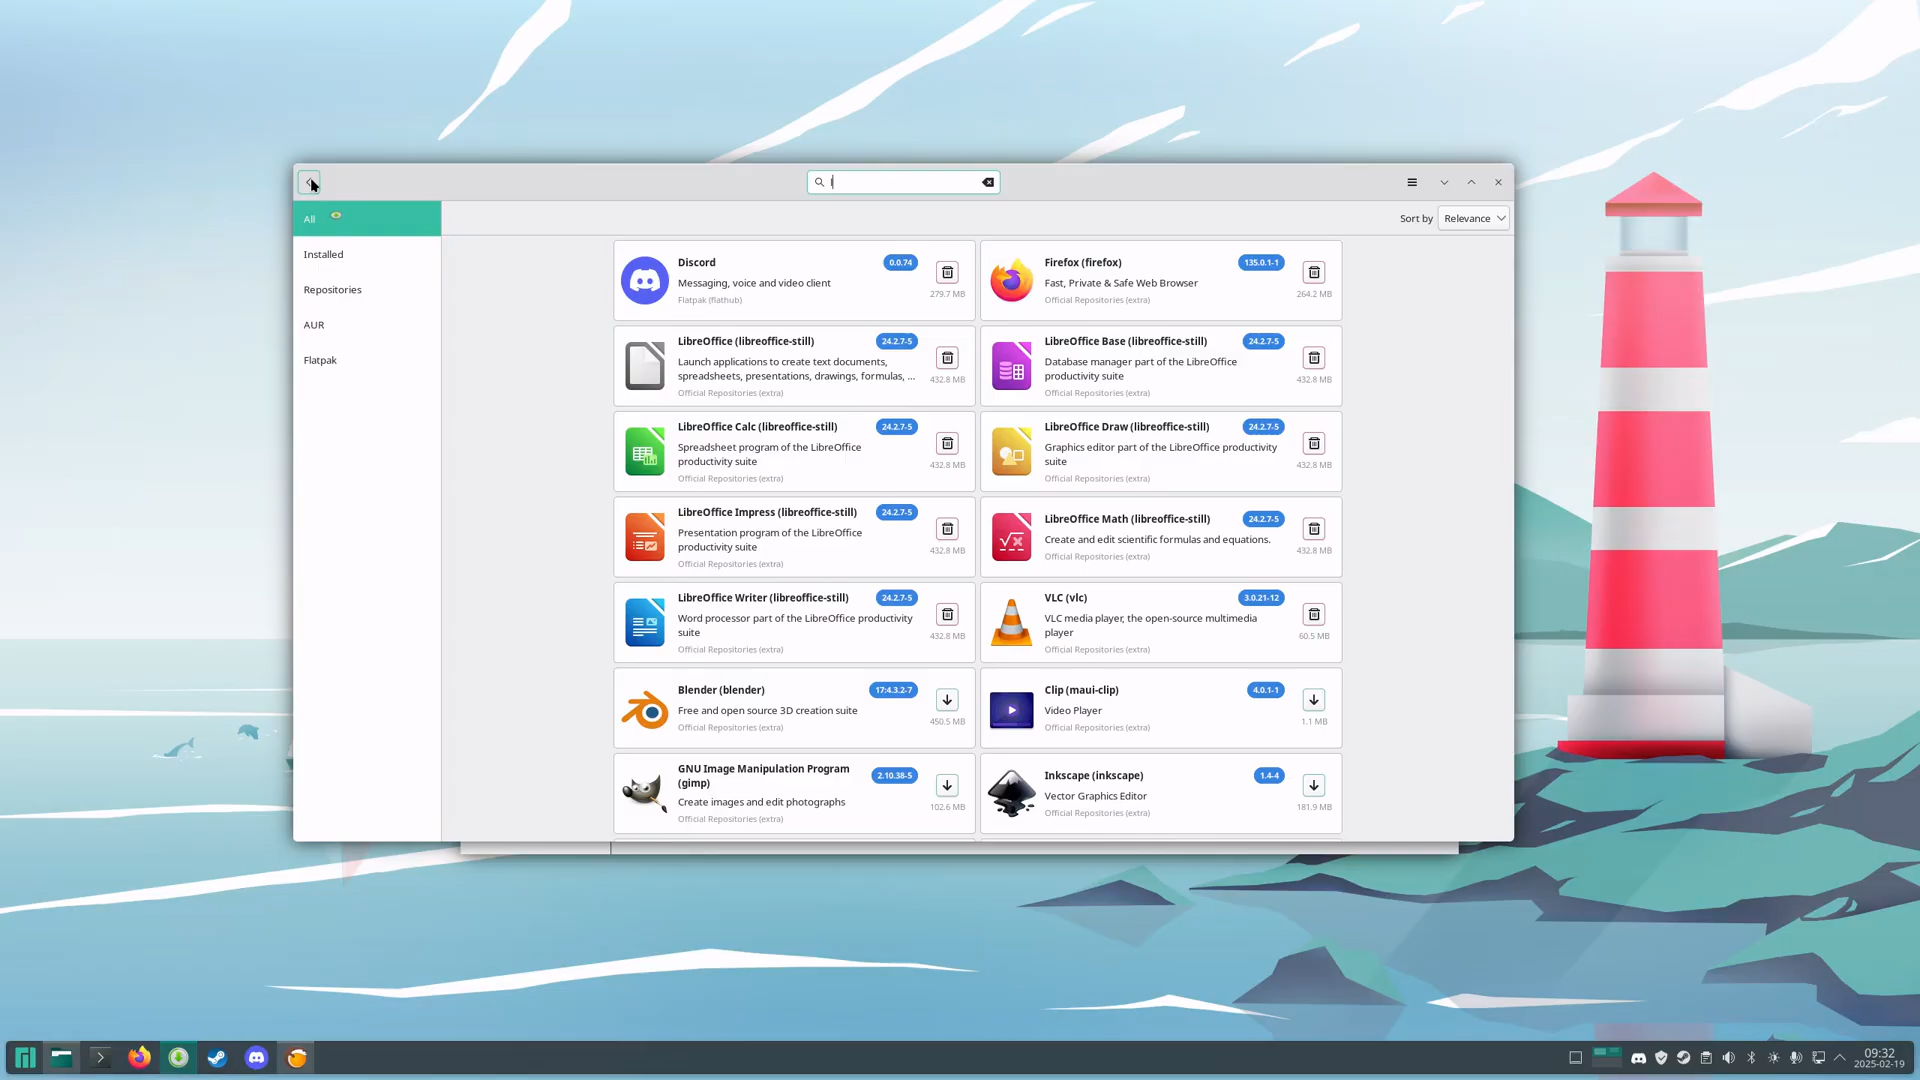 l
All
Sort by Relevance
Installed
Repositories
AUR
Flatpak
Discord
0.0.74
Messaging, voice and video client
Flatpak (flathub)
279.7 MB
Firefox (firefox)
135.0.1-1
Fast, Private & Safe Web Browser
Official Repositories (extra)
264.2 MB
LibreOffice (libreoffice-still)
24.2.7-5
Launch applications to create text documents,
spreadsheets, presentations, drawings, formulas, ...
Official Repositories (extra)
432.8 MB
LibreOffice Base (libreoffice-still)
24.2.7-5
Database manager part of the LibreOffice
productivity suite
Official Repositories (extra)
432.8 MB
LibreOffice Calc (libreoffice-still)
24.2.7-5
Spreadsheet program of the LibreOffice
productivity suite
Official Repositories (extra)
432.8 MB
LibreOffice Draw (libreoffice-still)
24.2.7-5
Graphics editor part of the LibreOffice productivity
suite
Official Repositories (extra)
432.8 MB
LibreOffice Impress (libreoffice-still)
24.2.7-5
Presentation program of the LibreOffice
productivity suite
Official Repositories (extra)
432.8 MB
LibreOffice Math (libreoffice-still)
24.2.7-5
Create and edit scientific formulas and equations.
Official Repositories (extra)
432.8 MB
LibreOffice Writer (libreoffice-still)
24.2.7-5
Word processor part of the LibreOffice productivity
suite
Official Repositories (extra)
432.8 MB
VLC (vlc)
3.0.21-12
VLC media player, the open-source multimedia
player
Official Repositories (extra)
60.5 MB
Blender (blender)
17:4.3.2-7
Free and open source 3D creation suite
Official Repositories (extra)
450.5 MB
Clip (maui-clip)
4.0.1-1
Video Player
Official Repositories (extra)
1.1 MB
GNU Image Manipulation Program
(gimp)
2.10.38-5
Create images and edit photographs
Official Repositories (extra)
102.6 MB
Inkscape (inkscape)
1.4-4
Vector Graphics Editor
Official Repositories (extra)
181.9 MB
09:32
2025-02-19